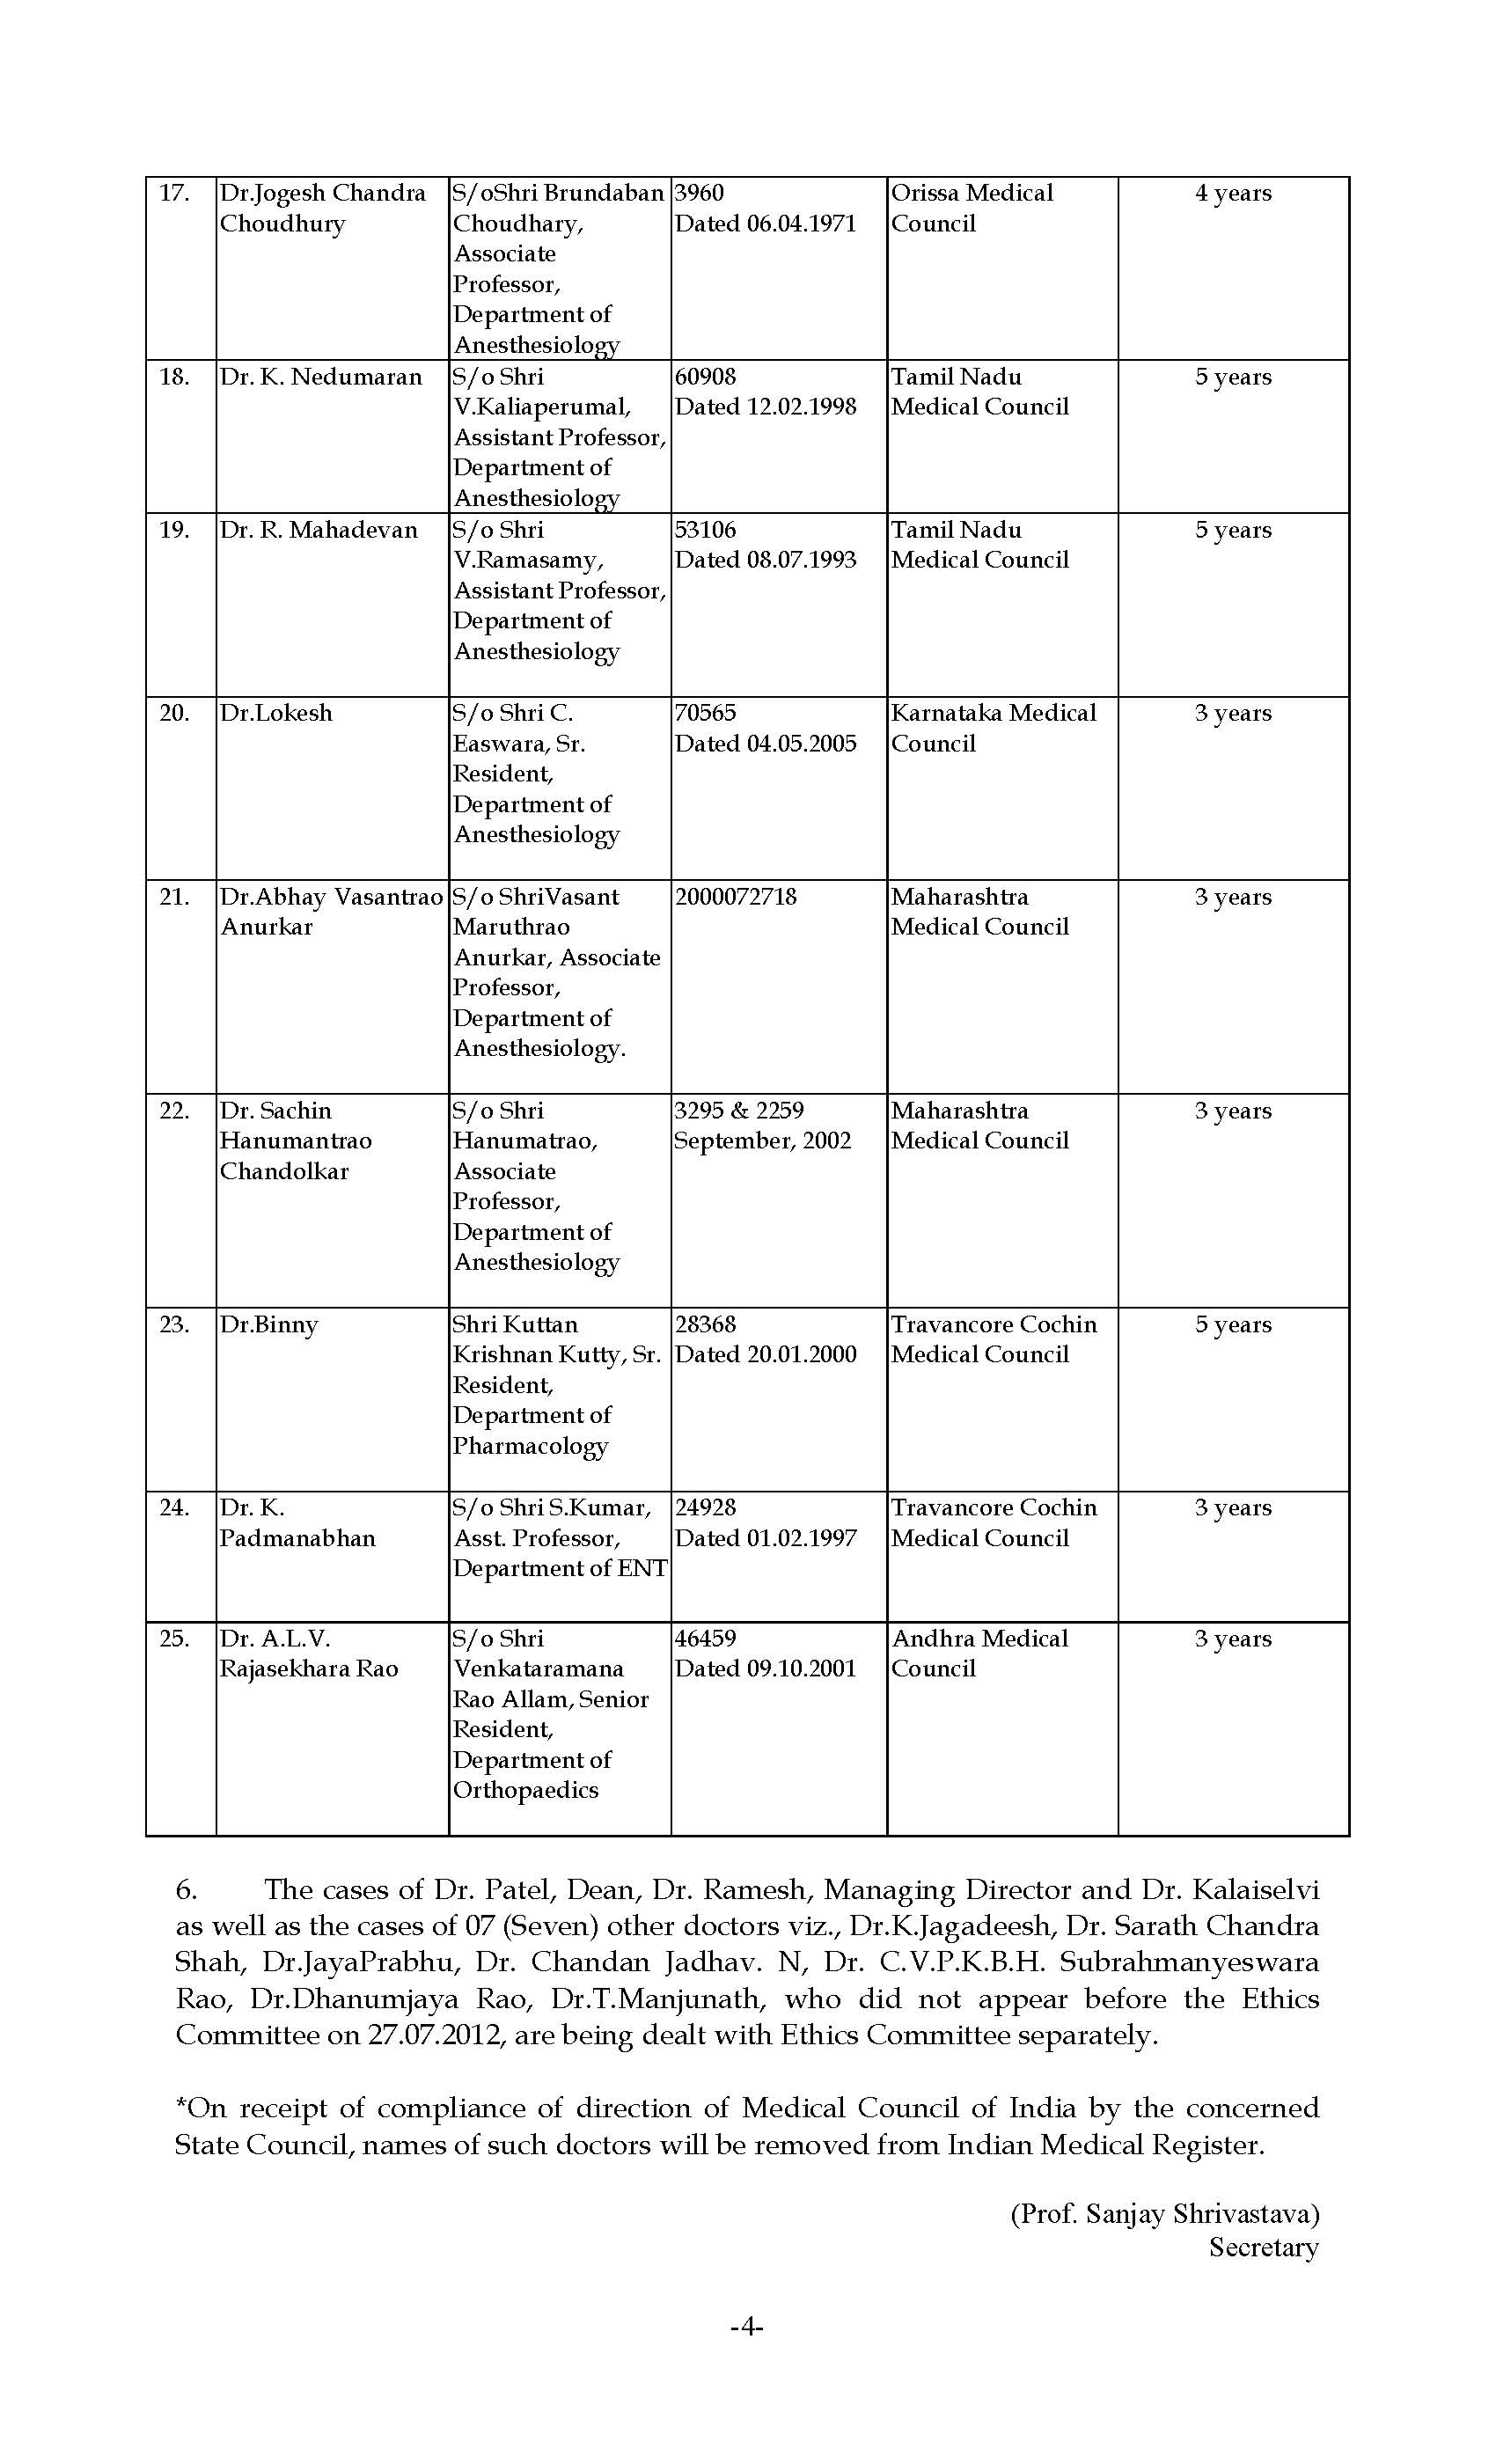 17. Dr.Jogesh Chandra S/oShri Brundaban 3960 Orissa Medical 4 years
Choudhury Choudhary, Dated 06.04.1971 Council
Associate
Professor,
Department of
Anesthesiology
18. Dr. K. Nedumaran S/o Shri 60908 Tamil Nadu 5 years
V.Kaliaperumal, Dated 12.02.1998 Medical Council
Assistant Professor,
Department of
Anesthesiology
19. Dr. R. Mahadevan S/o Shri 53106 Tamil Nadu 5 years
V.Ramasamy, Dated 08.07.1993 Medical Council
Assistant Professor,
Department of
Anesthesiology
20. Dr.Lokesh S/o Shri C. 70565 Karnataka Medical 3 years
Easwara, Sr. Dated 04.05.2005 Council
Resident,
Department of
Anesthesiology
21. Dr.Abhay Vasantrao S/o ShriVasant 2000072718 Maharashtra 3 years
Anurkar Maruthrao Medical Council
Anurkar, Associate
Professor,
Department of
Anesthesiology.
22. Dr. Sachin S/o Shri 3295 & 2259 Maharashtra 3 years
Hanumantrao Hanumatrao, September, 2002 Medical Council
Chandolkar Associate
Professor,
Department of
Anesthesiology
23. Dr.Binny Shri Kuttan 28368 Travancore Cochin 5 years
Krishnan Kutty, Sr. Dated 20.01.2000 Medical Council
Resident,
Department of
Pharmacology
24. Dr. K. S/o Shri S.Kumar, 24928 Travancore Cochin 3 years
Padmanabhan Asst. Professor, Dated 01.02.1997 Medical Council
Department of ENT
25. Dr. A.L.V. S/o Shri 46459 Andhra Medical 3 years
Rajasekhara Rao Venkataramana Dated 09.10.2001 Council
Rao Allam, Senior
Resident,
Department of
Orthopaedics
6. The cases of Dr. Patel, Dean, Dr. Ramesh, Managing Director and Dr. Kalaiselvi
as well as the cases of 07 (Seven) other doctors viz., Dr.K.Jagadeesh, Dr. Sarath Chandra
Shah, Dr.JayaPrabhu, Dr. Chandan Jadhav. N, Dr. C.V.P.K.B.H. Subrahmanyeswara
Rao, Dr.Dhanumjaya Rao, Dr.T.Manjunath, who did not appear before the Ethics
Committee on 27.07.2012, are being dealt with Ethics Committee separately.
*On receipt of compliance of direction of Medical Council of India by the concerned
State Council, names of such doctors will be removed from Indian Medical Register.
(Prof. Sanjay Shrivastava)
Secretary
-4-